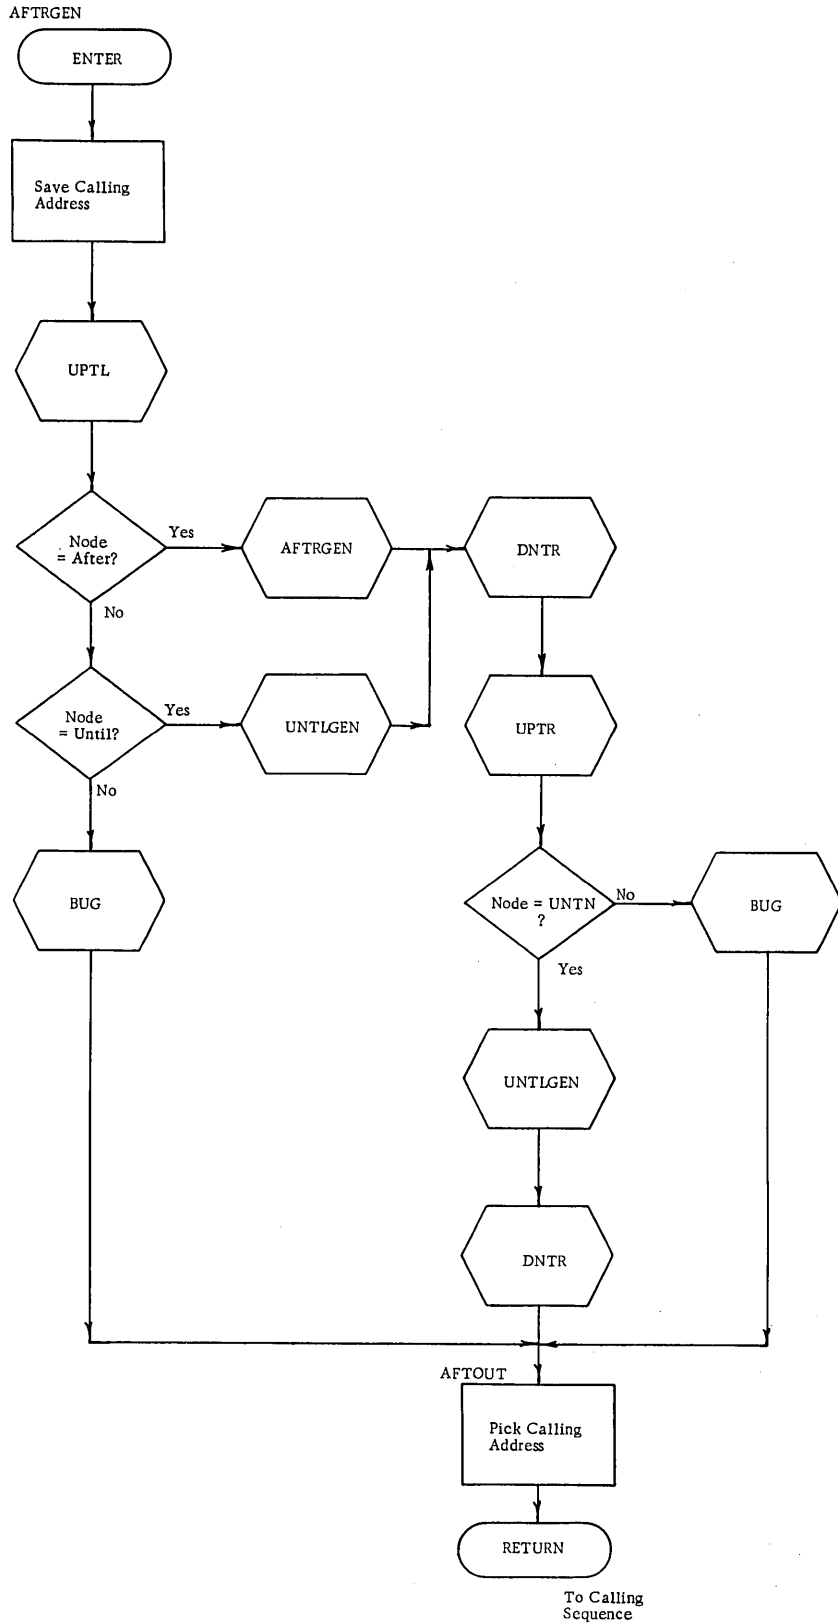 AFTRGEN
ENTER
Save Calling
Address
UPTL
Node
= After?
Yes
No
AFTRGEN
DNTR
Node
= Until?
Yes
No
UNTLGEN
UPTR
BUG
Node = UNTN
?
No
Yes
BUG
UNTLGEN
DNTR
AFTOUT
Pick Calling
Address
RETURN
To Calling
Sequence